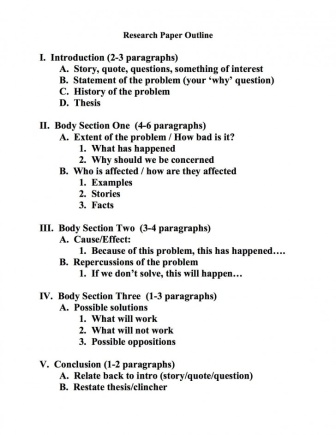 Research Paper Outline
I. Introduction (2-3 paragraphs)
A. Story, quote, questions, something of interest
B. Statement of the problem (your ‘why’ question)
C. History of the problem
D. Thesis
II. Body Section One (4-6 paragraphs)
A. Extent of the problem / How bad is it?
1. What has happened
2. Why should we be concerned
B. Who is affected / how are they affected
1. Examples
2. Stories
3. Facts
III. Body Section Two (3-4 paragraphs)
A. Cause/Effect:
1. Because of this problem, this has happened….
B. Repercussions of the problem
1. If we don’t solve, this will happen…
IV. Body Section Three (1-3 paragraphs)
A. Possible solutions
1. What will work
2. What will not work
3. Possible oppositions
V. Conclusion (1-2 paragraphs)
A. Relate back to intro (story/quote/question)
B. Restate thesis/clincher